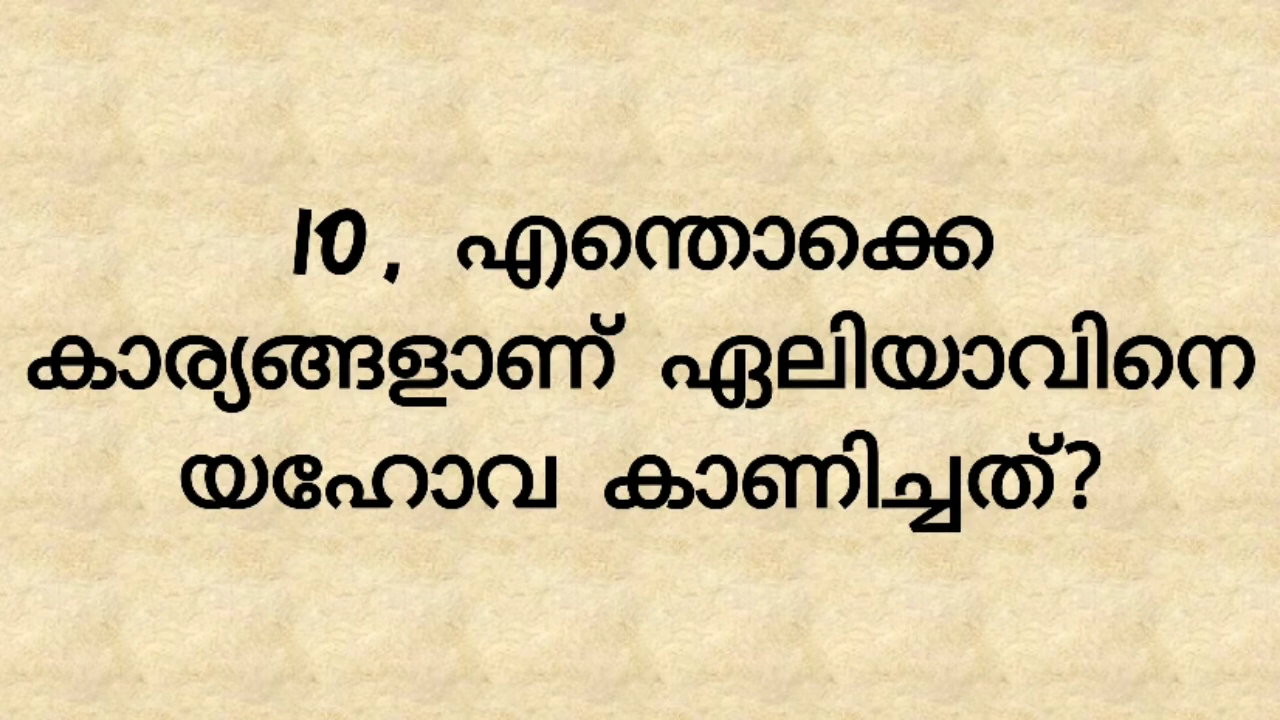 10, എന്തൊക്കെ
കാര്യങ്ങളാണ് ഏലിയാവിനെ
യഹോവ കാണിച്ചത്?